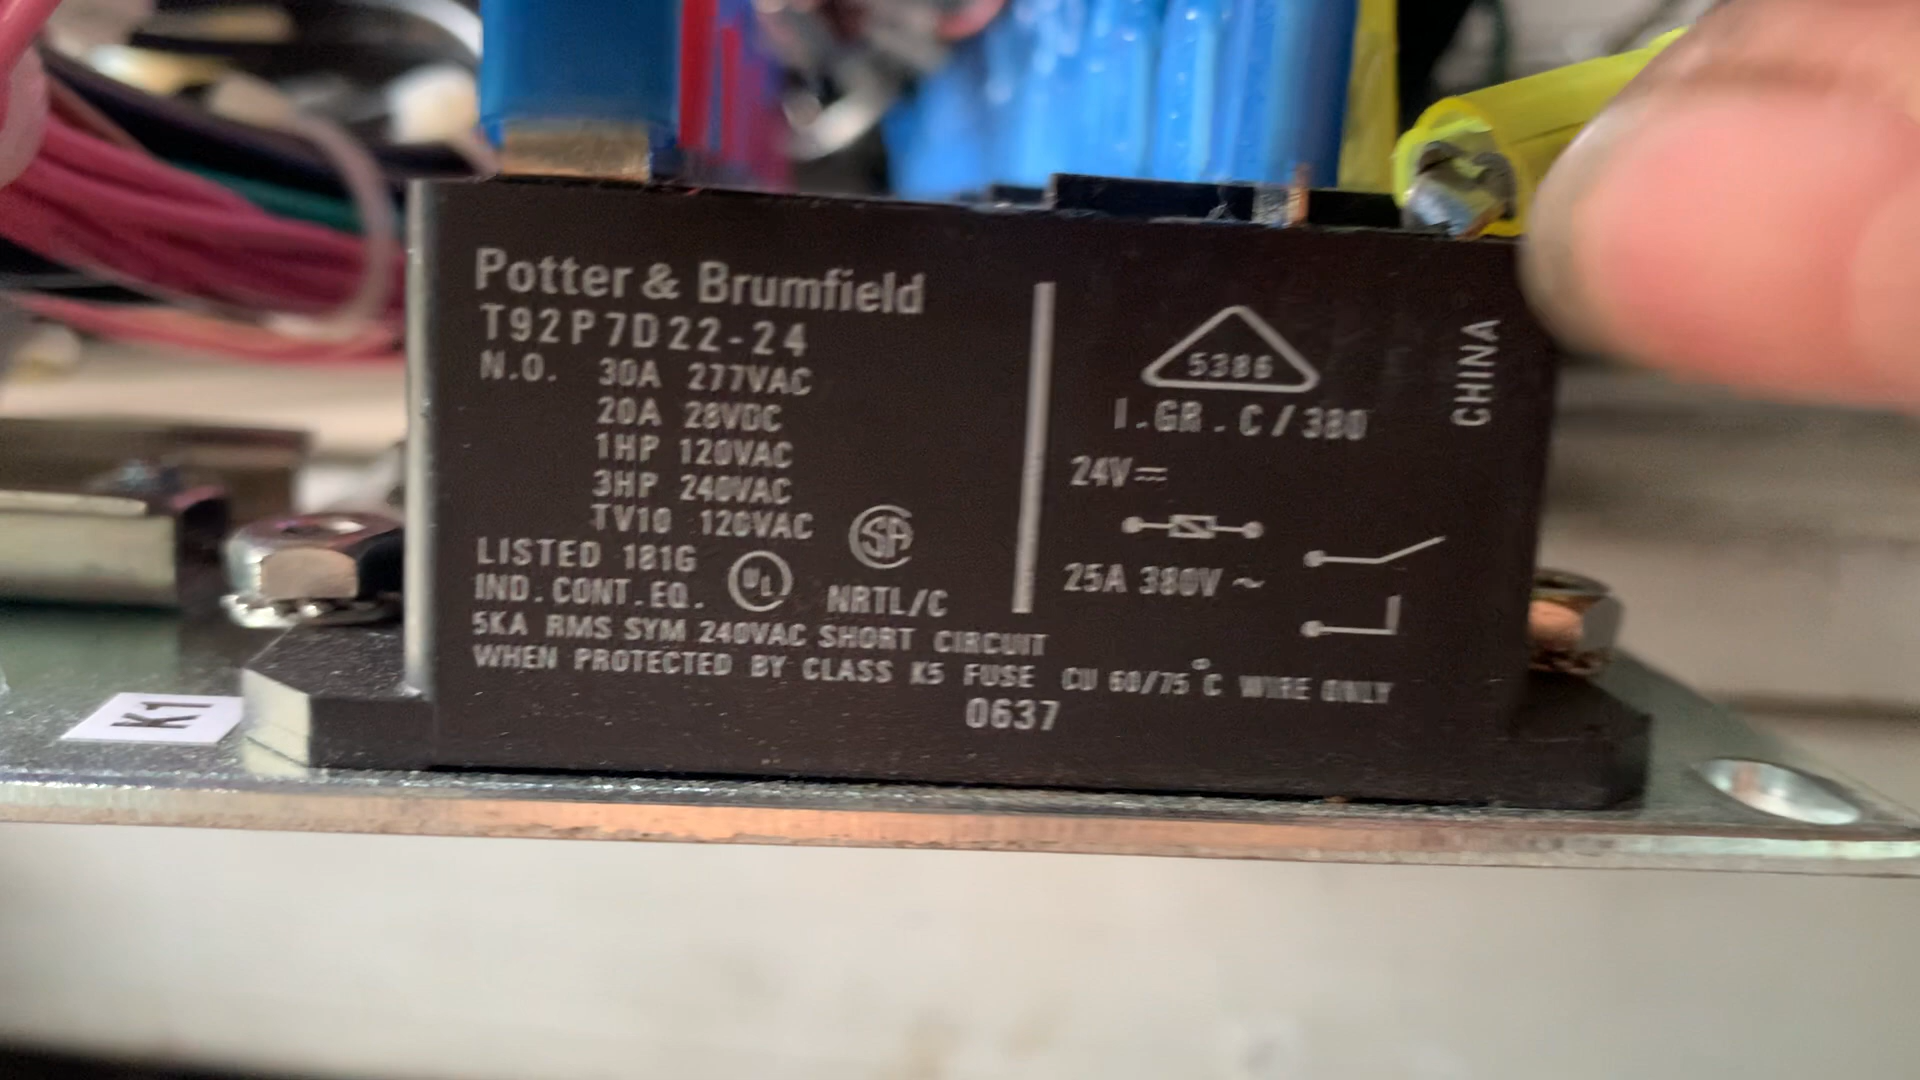 Potter & Brumfield
T92P7D22-24
N.O. 30A 277VAC
20A 28VDC
1HP 120VAC
3HP 240VAC
TV10 120VAC
LISTED 181G
IND. CONT. EQ.
UL
SA
NRTL/C
5KA RMS SYM 240VAC SHORT CIRCUIT
WHEN PROTECTED BY CLASS K5 FUSE CU 60/75°C WIRE ONLY
0637
5386
I.GR.C/380
24V⎓
25A 380V ~
CHINA
K1